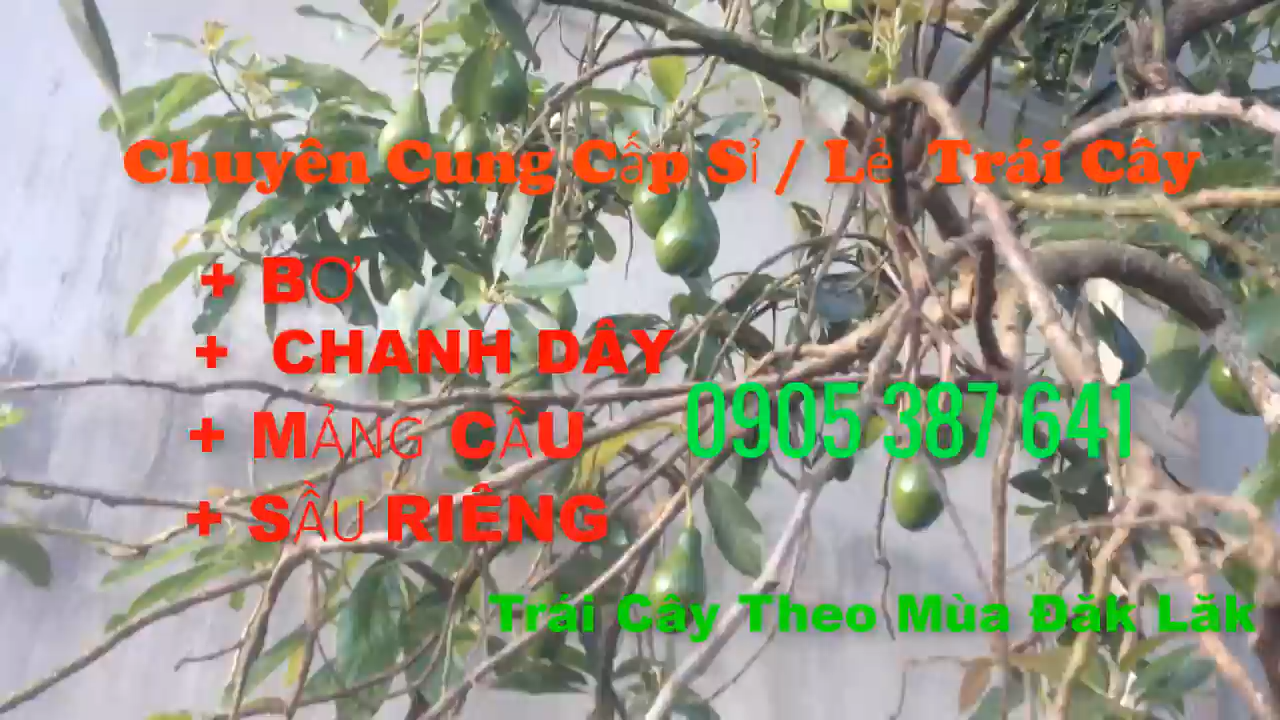 Chuyên Cung Cấp Sỉ / Lẻ Trái Cây
+ BƠ
+ CHANH DÂY
+ MẢNG CẦU
+ SẦU RIÊNG
0905 387 641
Trái Cây Theo Mùa Đăk Lăk